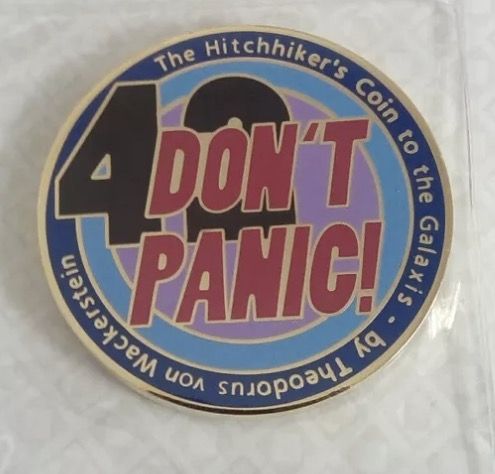 The Hitchhiker's Coin to the Galaxis - by Theodorus von Wackerstein
42
DON'T
PANIC!